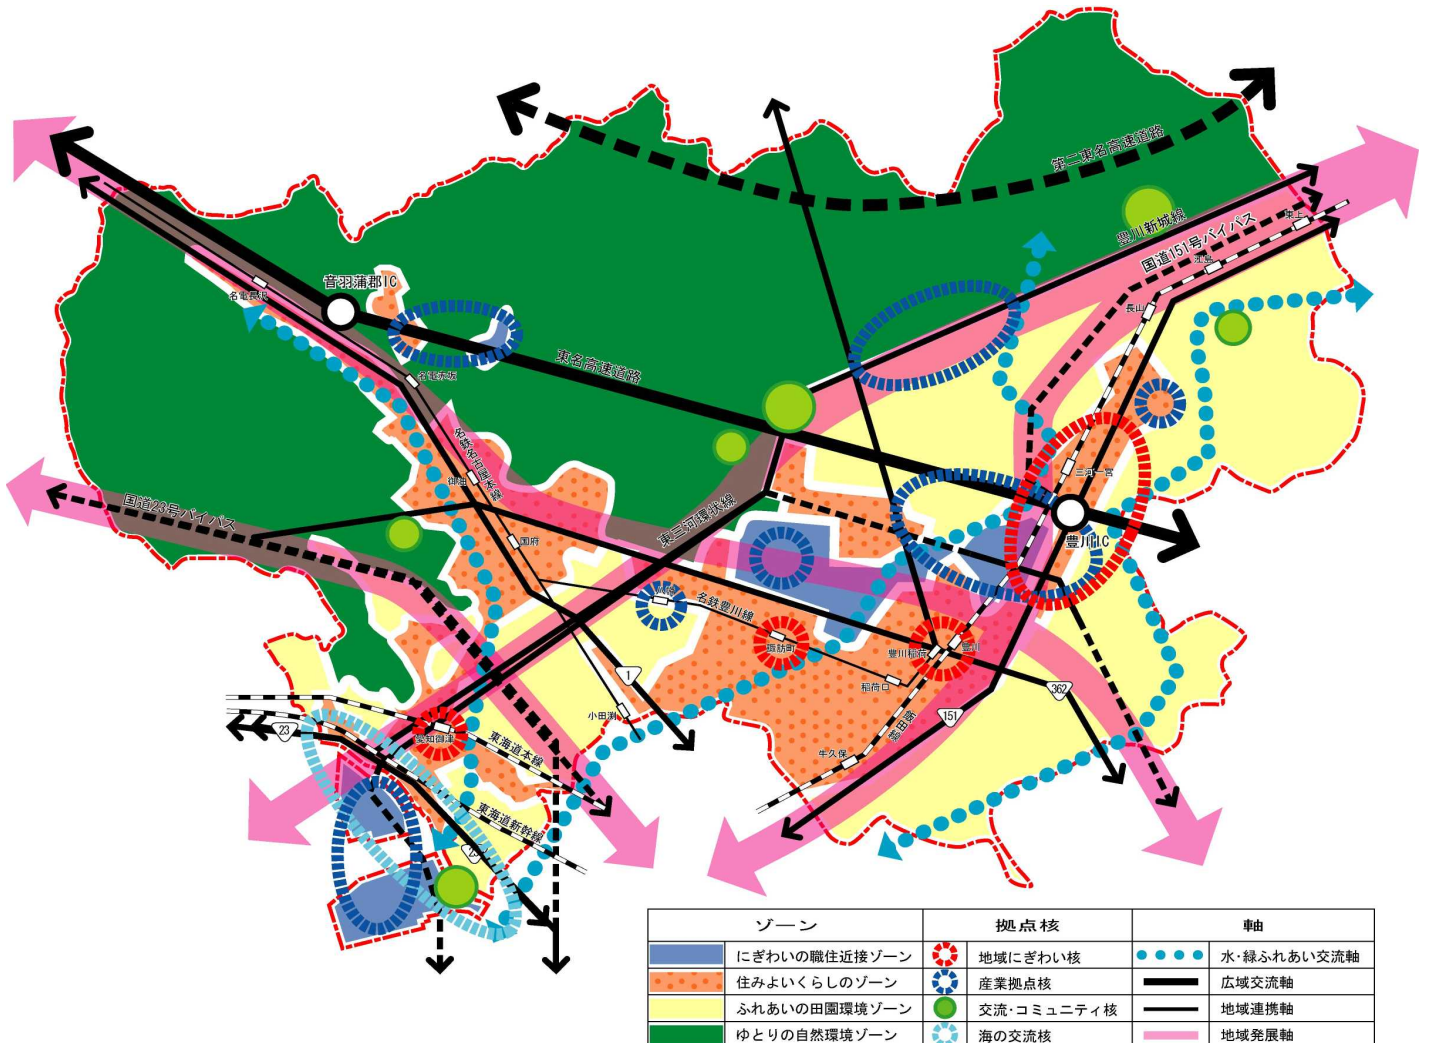 第二東名高速道路
豊川新城線
国道151号バイパス
東上
江島
長山
音羽蒲郡IC
名電長沢
東名高速道路
名電赤坂
名鉄名古屋本線
御油
三河一宮
国道23号バイパス
東三河環状線
国府
豊川IC
八幡
名鉄豊川線
諏訪町
豊川稲荷
豊川
稲荷口
1
362
151
小田渕
飯田線
牛久保
23
愛知御津
東海道本線
東海道新幹線
23
ゾーン 拠点核 軸
にぎわいの職住近接ゾーン 地域にぎわい核 水・緑ふれあい交流軸
住みよいくらしのゾーン 産業拠点核 広域交流軸
ふれあいの田園環境ゾーン 交流・コミュニティ核 地域連携軸
ゆとりの自然環境ゾーン 海の交流核 地域発展軸